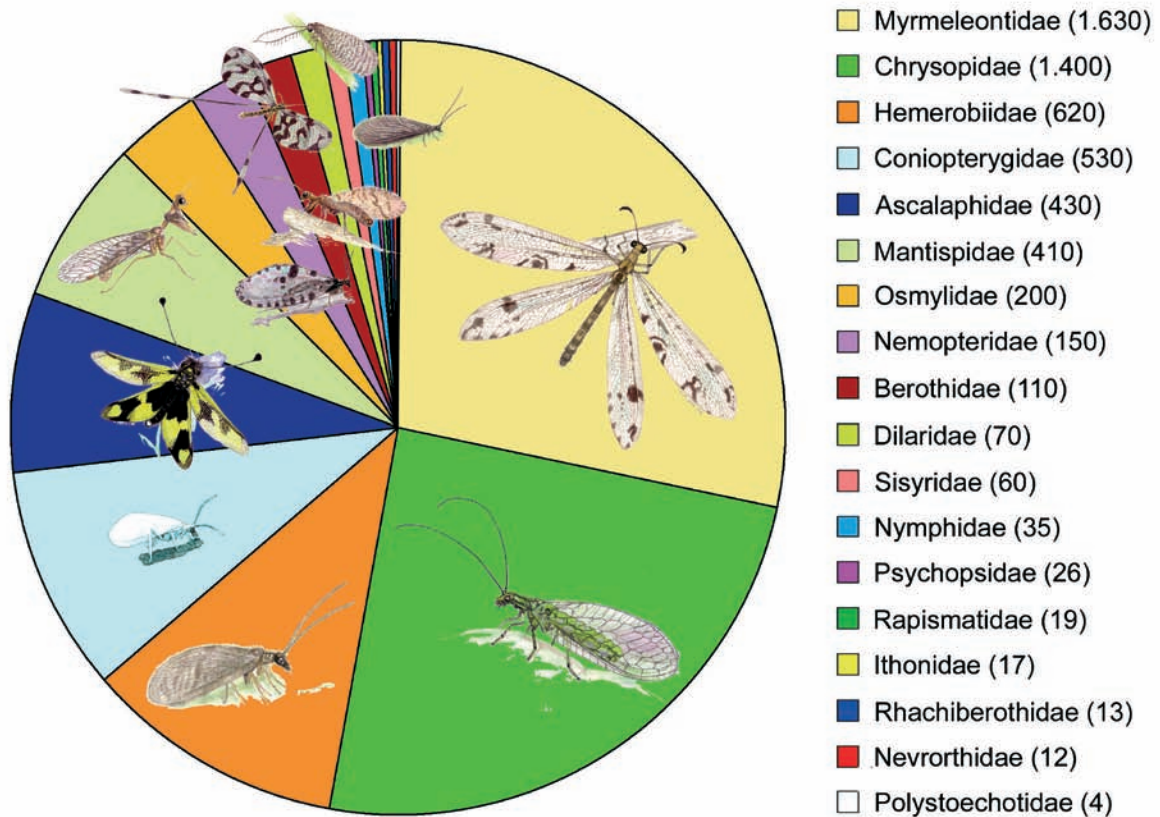 Myrmeleontidae (1.630)
Chrysopidae (1.400)
Hemerobiidae (620)
Coniopterygidae (530)
Ascalaphidae (430)
Mantispidae (410)
Osmylidae (200)
Nemopteridae (150)
Berothidae (110)
Dilaridae (70)
Sisyridae (60)
Nymphidae (35)
Psychopsidae (26)
Rapismatidae (19)
Ithonidae (17)
Rhachiberothidae (13)
Nevrorthidae (12)
Polystoechotidae (4)